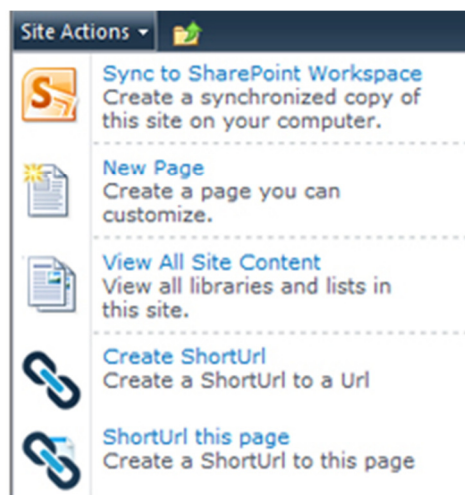 Site Actions
Sync to SharePoint Workspace
Create a synchronized copy of
this site on your computer.
New Page
Create a page you can
customize.
View All Site Content
View all libraries and lists in
this site.
Create ShortUrl
Create a ShortUrl to a Url
ShortUrl this page
Create a ShortUrl to this page